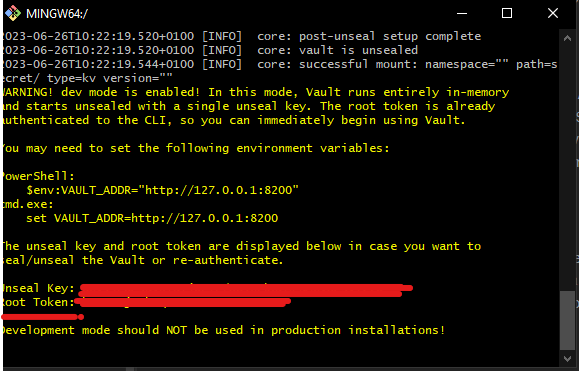 MINGW64:/
2023-06-26T10:22:19.520+0100 [INFO]  core: post-unseal setup complete
2023-06-26T10:22:19.520+0100 [INFO]  core: vault is unsealed
2023-06-26T10:22:19.544+0100 [INFO]  core: successful mount: namespace="" path=s
ecret/ type=kv version=""
WARNING! dev mode is enabled! In this mode, Vault runs entirely in-memory
and starts unsealed with a single unseal key. The root token is already
authenticated to the CLI, so you can immediately begin using Vault.
You may need to set the following environment variables:
PowerShell:
    $env:VAULT_ADDR="http://127.0.0.1:8200"
cmd.exe:
    set VAULT_ADDR=http://127.0.0.1:8200
The unseal key and root token are displayed below in case you want to
seal/unseal the Vault or re-authenticate.
Unseal Key:
Root Token:
Development mode should NOT be used in production installations!